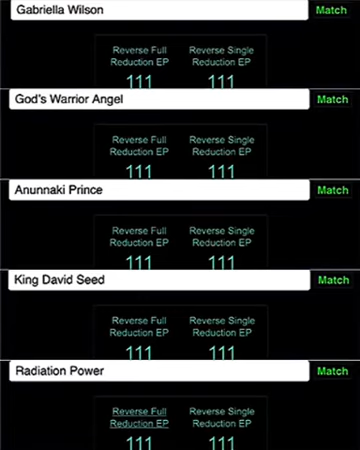 Gabriella Wilson Match
Reverse Full Reverse Single
Reduction EP Reduction EP
111 111
God's Warrior Angel Match
Reverse Full Reverse Single
Reduction EP Reduction EP
111 111
Anunnaki Prince Match
Reverse Full Reverse Single
Reduction EP Reduction EP
111 111
King David Seed Match
Reverse Full Reverse Single
Reduction EP Reduction EP
111 111
Radiation Power Match
Reverse Full Reverse Single
Reduction EP Reduction EP
111 111